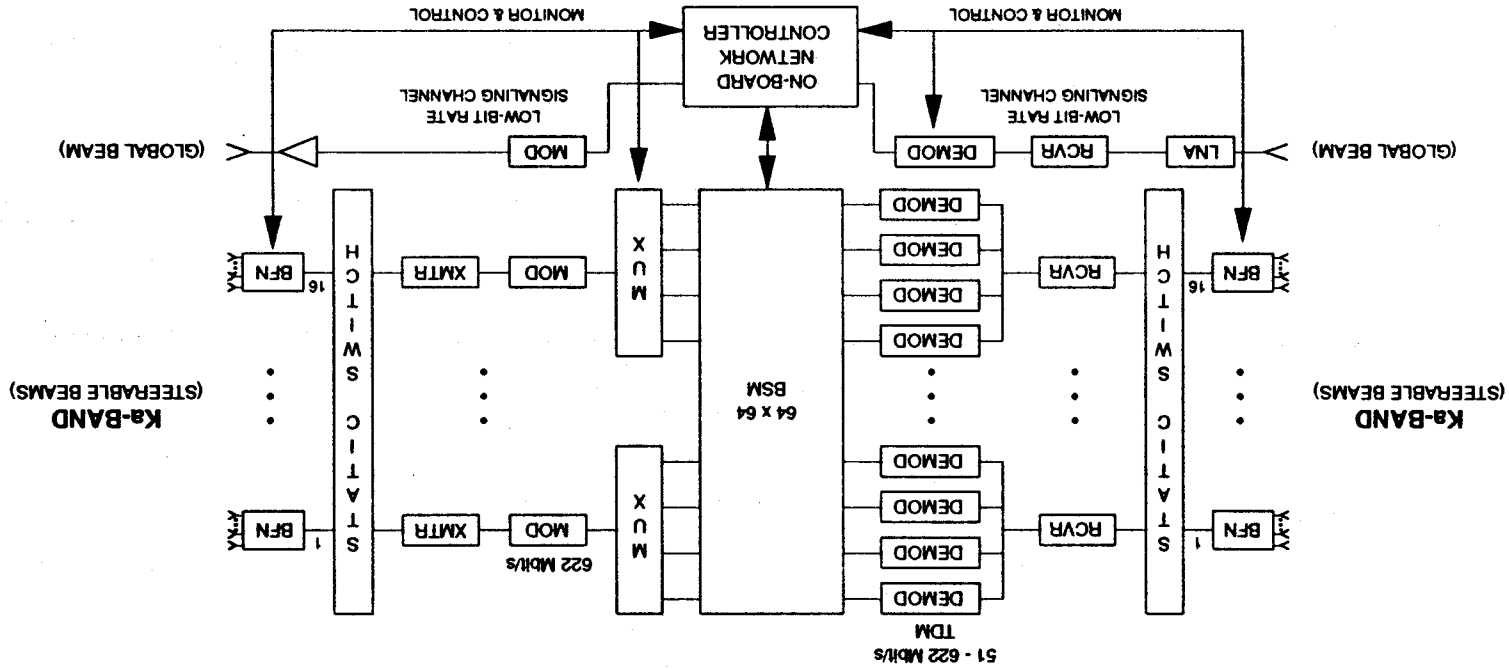 51 - 622 Mbit/s
TDM
DEMOD
622 Mbit/s
BFN
1
STATIC SWITCH
RCVR
DEMOD
DEMOD
DEMOD
MUX
MOD
XMTR
STATIC SWITCH
1
BFN
Ka-BAND
(STEERABLE BEAMS)
64 x 64
BSM
Ka-BAND
(STEERABLE BEAMS)
DEMOD
DEMOD
DEMOD
DEMOD
BFN
16
RCVR
MUX
MOD
XMTR
16
BFN
(GLOBAL BEAM)
LNA
RCVR
DEMOD
MOD
(GLOBAL BEAM)
LOW-BIT RATE
SIGNALING CHANNEL
ON-BOARD
NETWORK
CONTROLLER
LOW-BIT RATE
SIGNALING CHANNEL
MONITOR & CONTROL
MONITOR & CONTROL